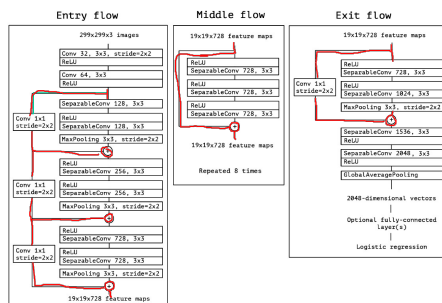 Entry flow
299x299x3 images
Conv 32, 3x3, stride=2x2
ReLU
Conv 64, 3x3
ReLU
SeparableConv 128, 3x3
Conv 1x1
stride=2x2
ReLU
SeparableConv 128, 3x3
MaxPooling 3x3, stride=2x2
+
ReLU
SeparableConv 256, 3x3
Conv 1x1
stride=2x2
ReLU
SeparableConv 256, 3x3
MaxPooling 3x3, stride=2x2
+
ReLU
SeparableConv 728, 3x3
Conv 1x1
stride=2x2
ReLU
SeparableConv 728, 3x3
MaxPooling 3x3, stride=2x2
+
19x19x728 feature maps
Middle flow
19x19x728 feature maps
ReLU
SeparableConv 728, 3x3
ReLU
SeparableConv 728, 3x3
ReLU
SeparableConv 728, 3x3
+
19x19x728 feature maps
Repeated 8 times
Exit flow
19x19x728 feature maps
ReLU
SeparableConv 728, 3x3
Conv 1x1
stride=2x2
ReLU
SeparableConv 1024, 3x3
MaxPooling 3x3, stride=2x2
+
SeparableConv 1536, 3x3
ReLU
SeparableConv 2048, 3x3
ReLU
GlobalAveragePooling
2048-dimensional vectors
Optional fully-connected
layer(s)
Logistic regression